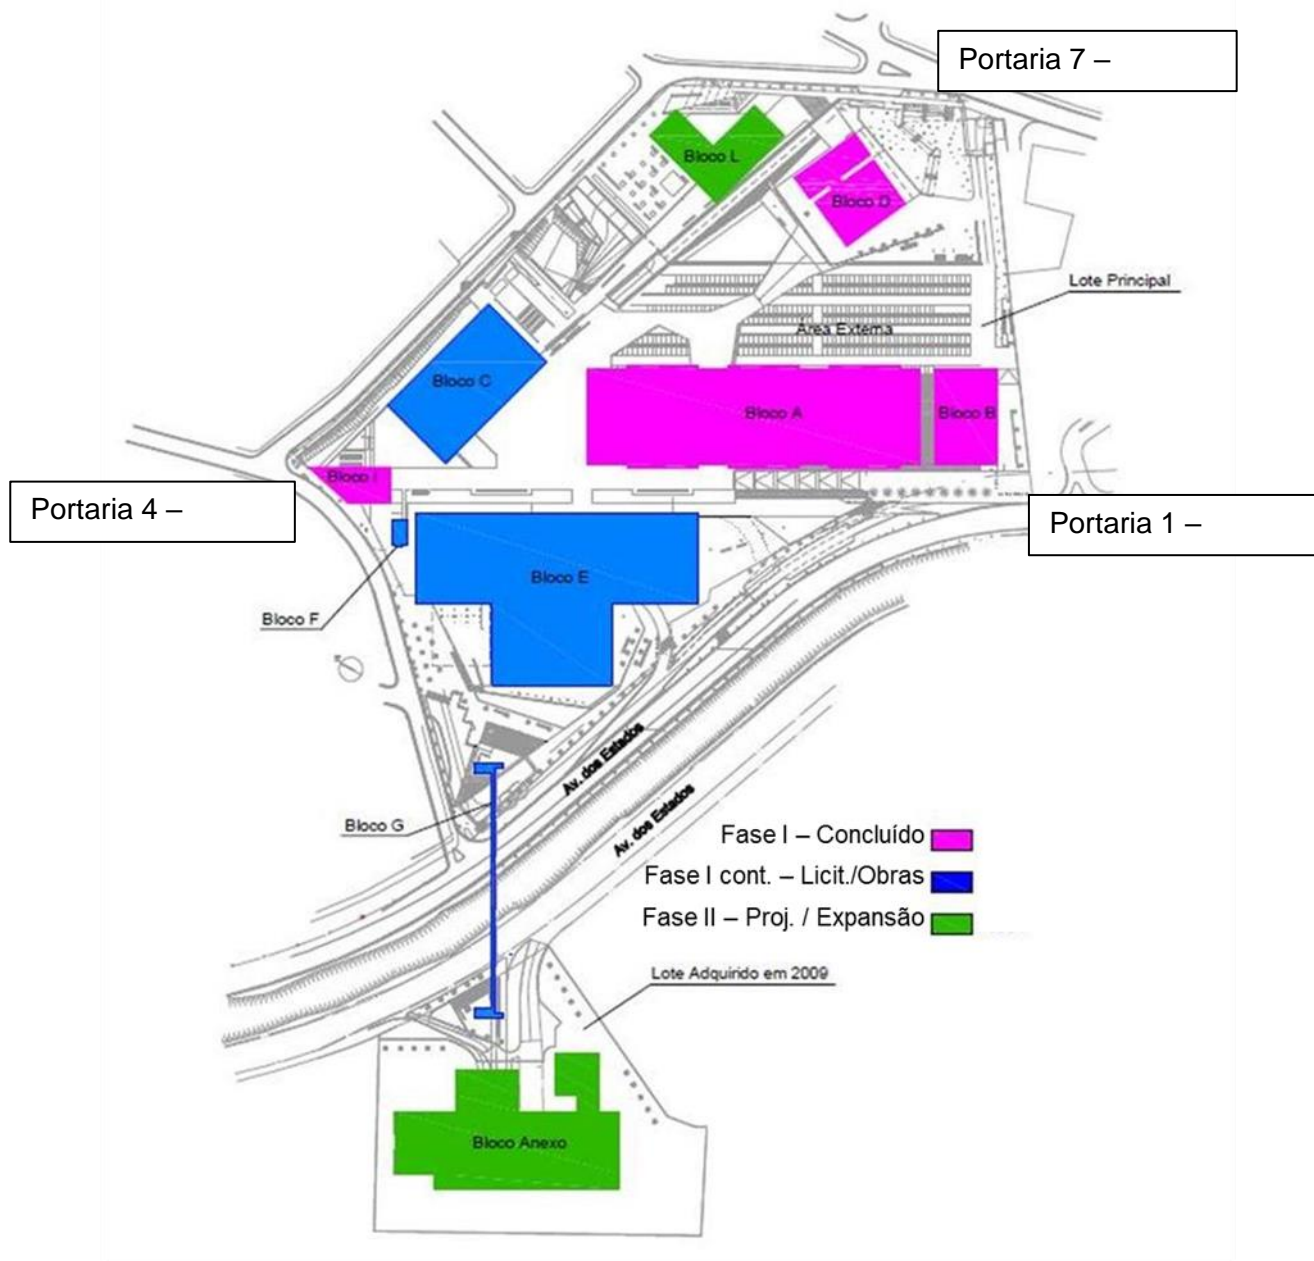 Portaria 7 –
Bloco L
Bloco D
Lote Principal
Área Externa
Bloco C
Bloco A
Bloco B
Bloco I
Portaria 4 –
Portaria 1 –
Bloco E
Bloco F
Av. dos Estados
Bloco G
Av. dos Estados
Fase I – Concluído
Fase I cont. – Licit./Obras
Fase II – Proj. / Expansão
Lote Adquirido em 2009
Bloco Anexo